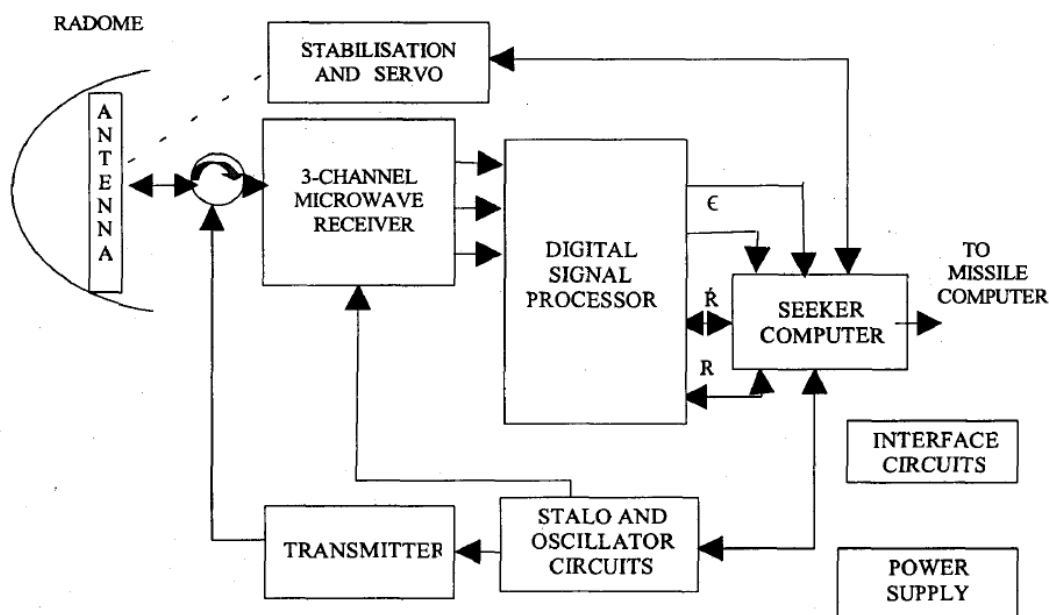 RADOME
STABILISATION
AND SERVO
ANTENNA
3-CHANNEL
MICROWAVE
RECEIVER
DIGITAL
SIGNAL
PROCESSOR
ϵ
Ŕ
R
SEEKER
COMPUTER
TO
MISSILE
COMPUTER
INTERFACE
CIRCUITS
TRANSMITTER
STALO AND
OSCILLATOR
CIRCUITS
POWER
SUPPLY